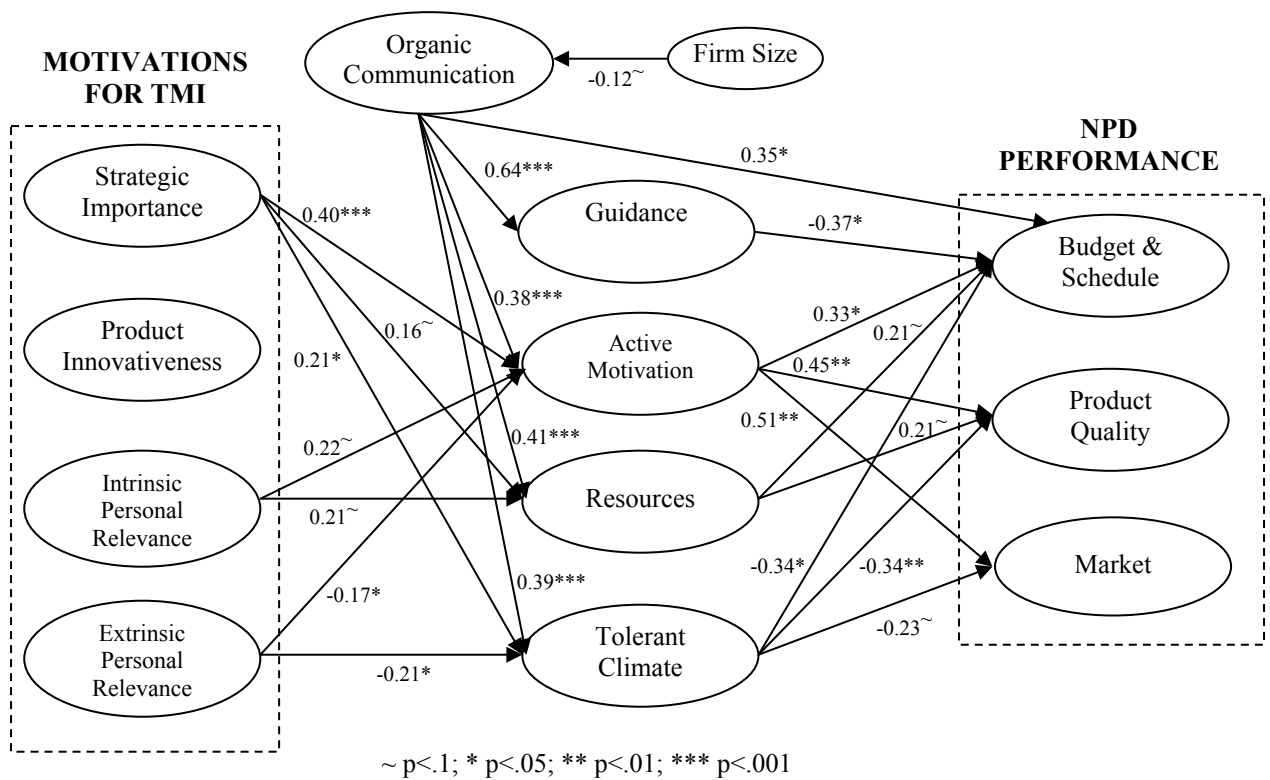 Organic
Communication
Firm Size
-0.12~
MOTIVATIONS
FOR TMI
NPD
PERFORMANCE
Strategic
Importance
Product
Innovativeness
Intrinsic
Personal
Relevance
Extrinsic
Personal
Relevance
0.40***
0.16~
0.21*
0.22~
0.21~
-0.17*
-0.21*
0.64***
0.38***
0.41***
0.39***
0.35*
Guidance
Active
Motivation
Resources
Tolerant
Climate
-0.37*
0.33*
0.21~
0.45**
0.51**
0.21~
-0.34*
-0.34**
-0.23~
Budget &
Schedule
Product
Quality
Market
~ p<.1; * p<.05; ** p<.01; *** p<.001